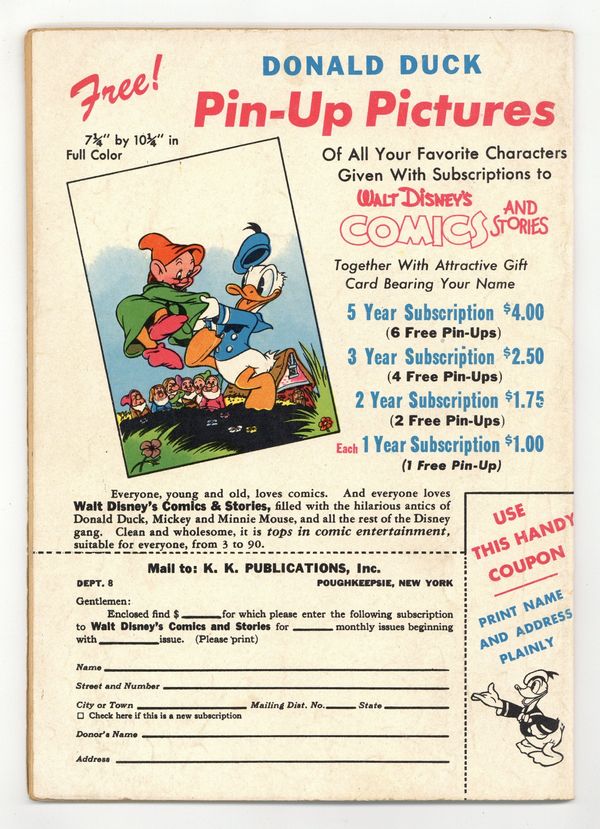 Free!
DONALD DUCK
Pin-Up Pictures
7¼" by 10¼" in
Full Color
Of All Your Favorite Characters
Given With Subscriptions to
WALT DISNEY'S
COMICS AND STORIES
Together With Attractive Gift
Card Bearing Your Name
5 Year Subscription $4.00
(6 Free Pin-Ups)
3 Year Subscription $2.50
(4 Free Pin-Ups)
2 Year Subscription $1.75
(2 Free Pin-Ups)
Each 1 Year Subscription $1.00
(1 Free Pin-Up)
Everyone, young and old, loves comics. And everyone loves
Walt Disney's Comics & Stories, filled with the hilarious antics of
Donald Duck, Mickey and Minnie Mouse, and all the rest of the Disney
gang. Clean and wholesome, it is tops in comic entertainment,
suitable for everyone, from 3 to 90.
USE
THIS HANDY
COUPON
PRINT NAME
AND ADDRESS
PLAINLY
Mail to: K. K. PUBLICATIONS, Inc.
DEPT. 8 POUGHKEEPSIE, NEW YORK
Gentlemen:
Enclosed find $ ______ for which please enter the following subscription
to Walt Disney's Comics and Stories for ______ monthly issues beginning
with ______ issue. (Please print)
Name
Street and Number
City or Town ______ Mailing Dist. No. ______ State ______
☐ Check here if this is a new subscription
Donor's Name
Address